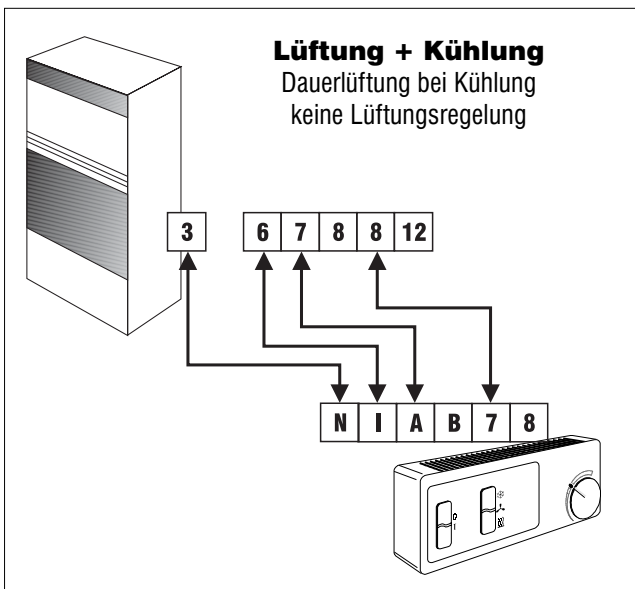 Lüftung + Kühlung
Dauerlüftung bei Kühlung
keine Lüftungsregelung
3 6 7 8 8 12
N I A B 7 8